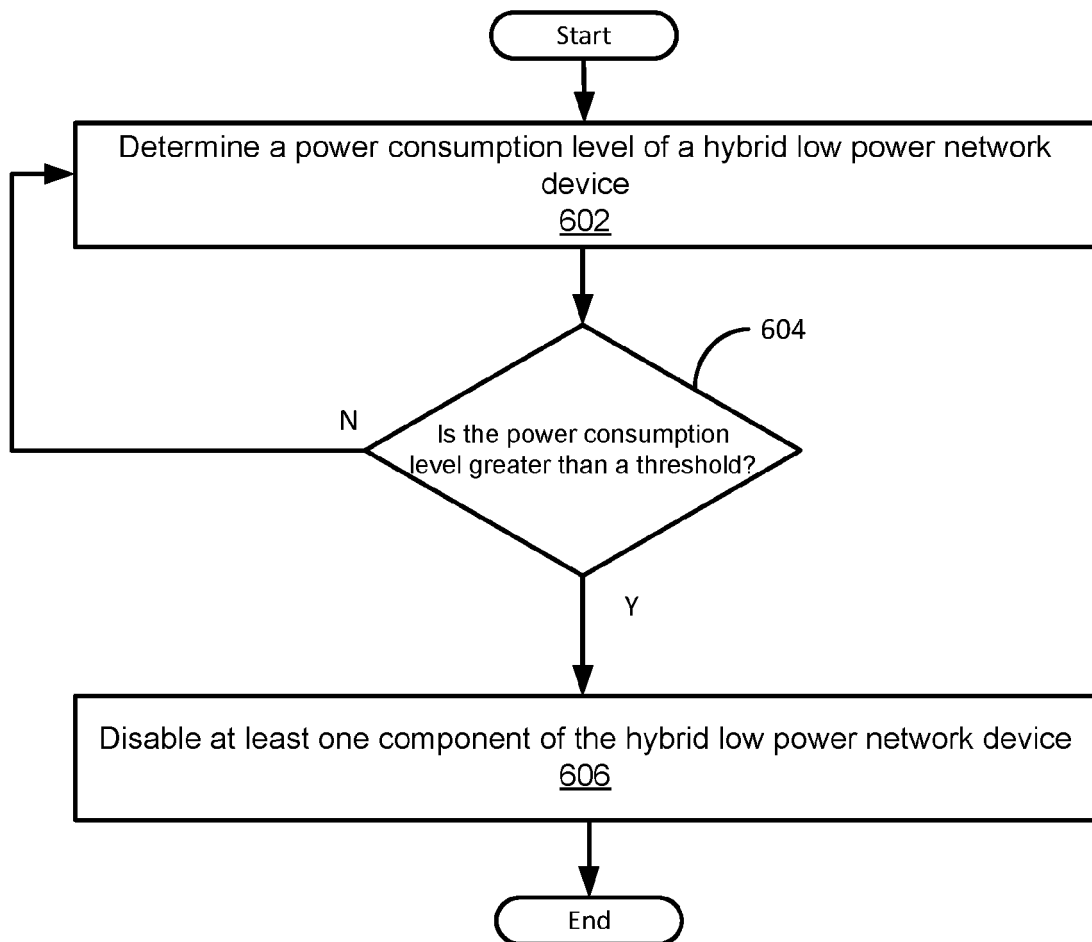 Start
Determine a power consumption level of a hybrid low power network
device
602
604
N
Is the power consumption
level greater than a threshold?
Y
Disable at least one component of the hybrid low power network device
606
End